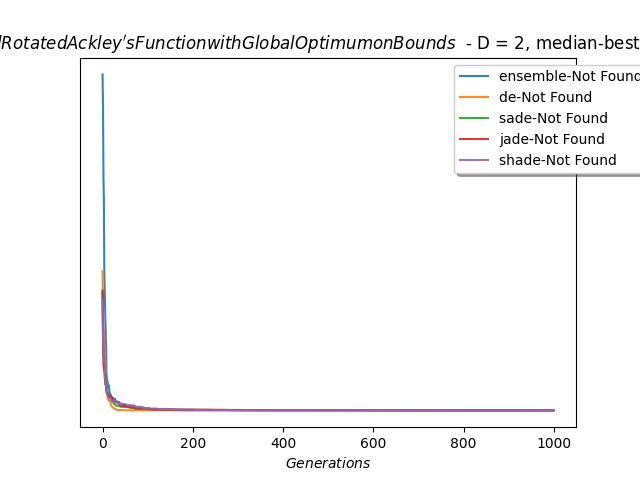 RotatedAckley'sFunctionwithGlobalOptimumonBounds - D = 2, median-best
ensemble-Not Found
de-Not Found
sade-Not Found
jade-Not Found
shade-Not Found
0 200 400 600 800 1000
Generations